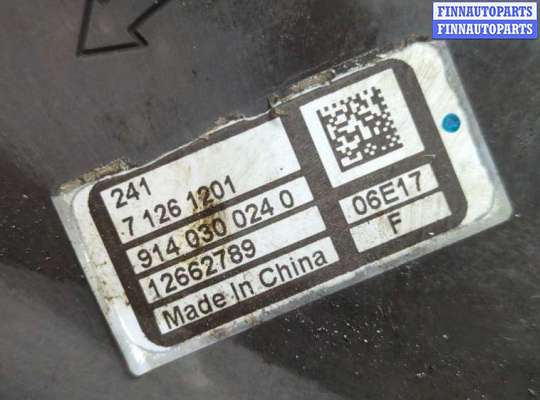 FINNAUTOPARTS
FINNAUTOPARTS
241
7 126 1201
914 030 024 0
06E17
12662789
F
Made In China